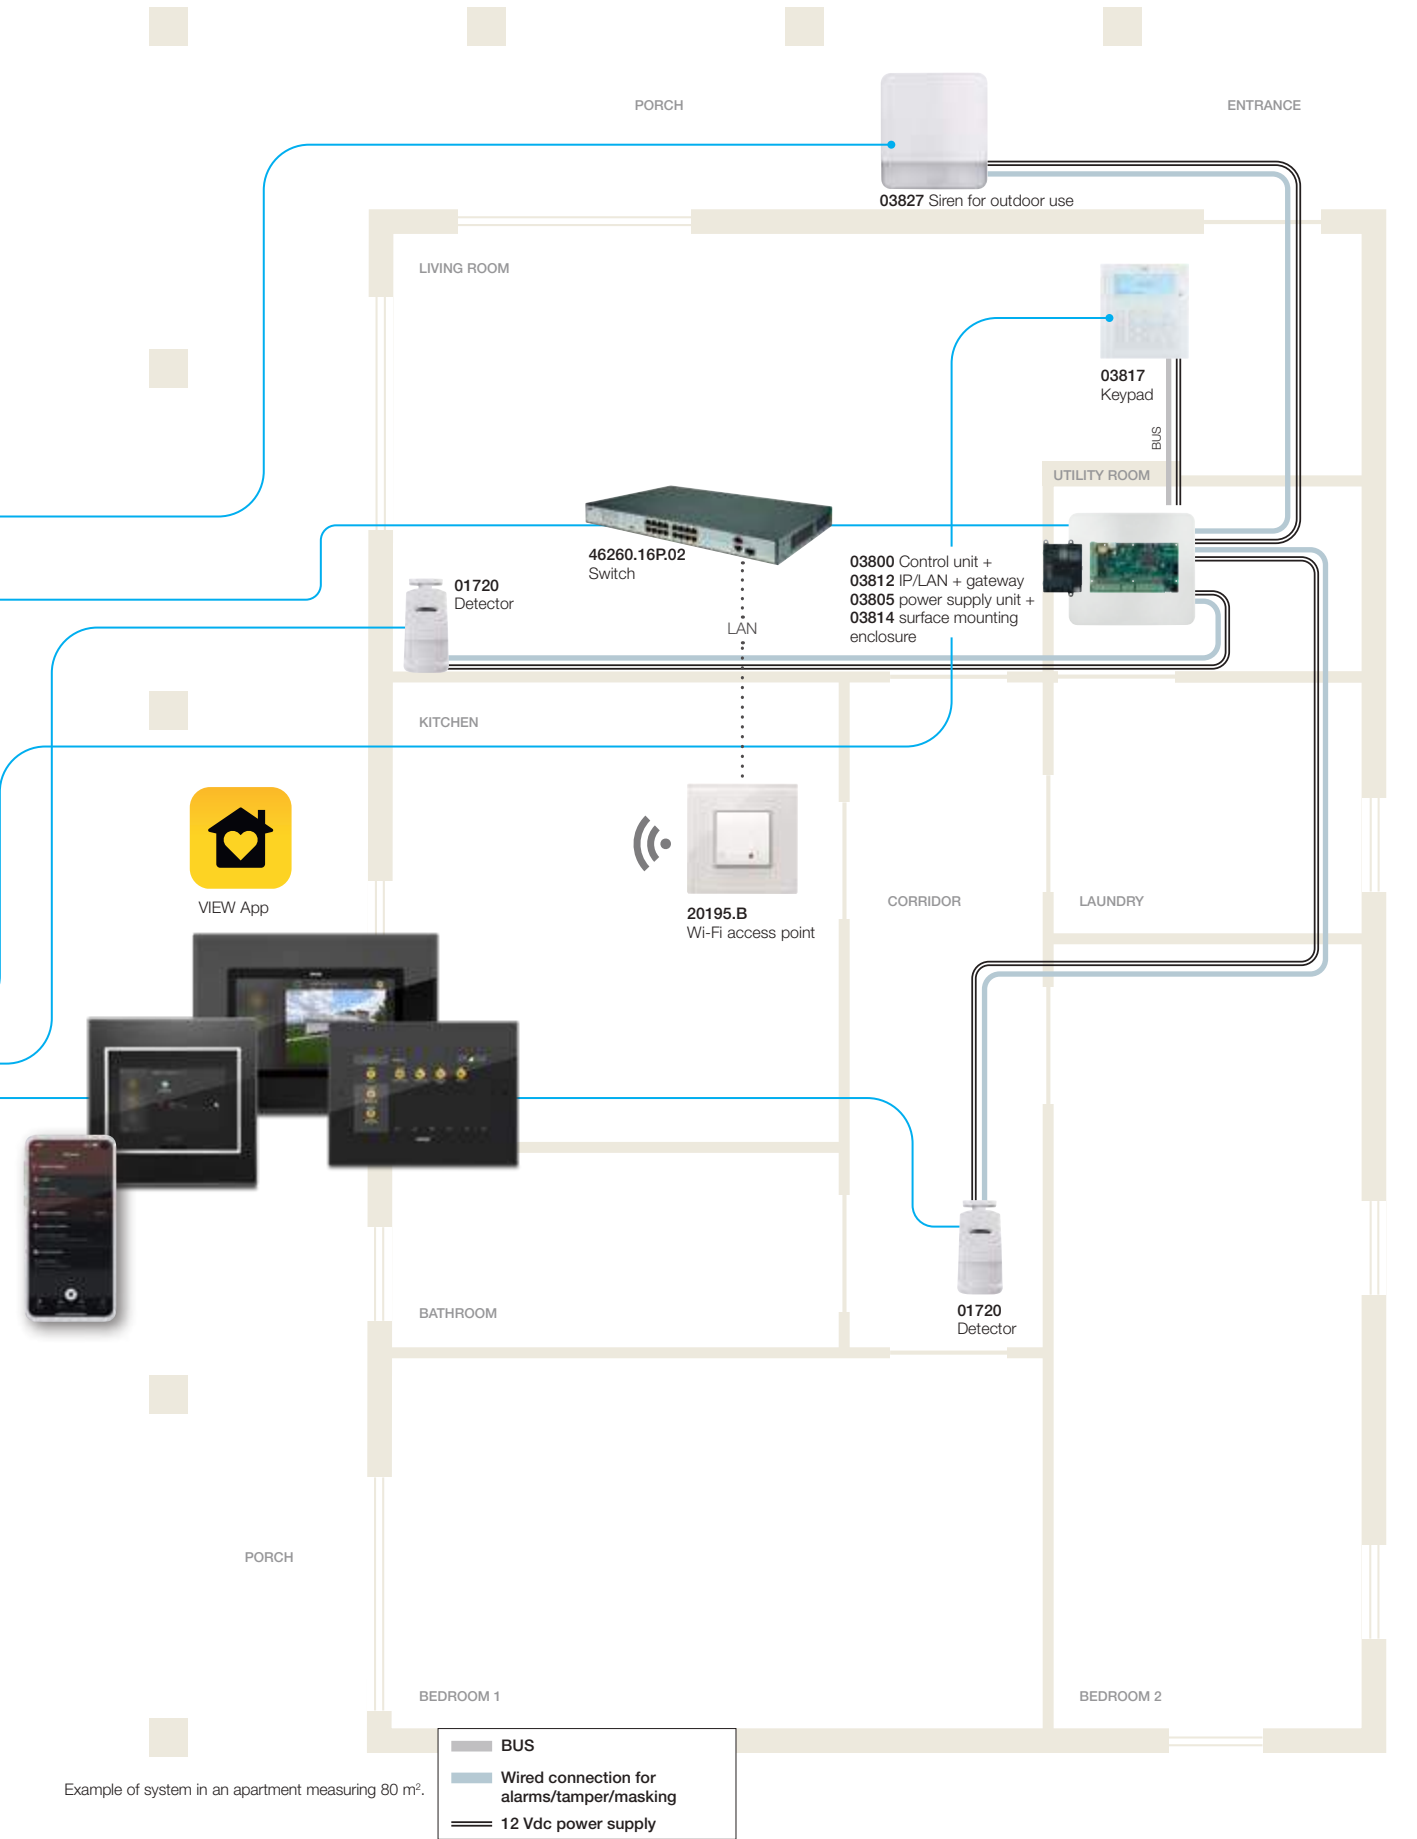 PORCH
ENTRANCE
03827 Siren for outdoor use
LIVING ROOM
03817
Keypad
BUS
UTILITY ROOM
46260.16P.02
Switch
03800 Control unit +
03812 IP/LAN + gateway
03805 power supply unit +
03814 surface mounting
enclosure
01720
Detector
LAN
KITCHEN
VIEW App
20195.B
Wi-Fi access point
CORRIDOR
LAUNDRY
01720
Detector
BATHROOM
PORCH
BEDROOM 1
BEDROOM 2
BUS
Wired connection for
alarms/tamper/masking
12 Vdc power supply
Example of system in an apartment measuring 80 m².